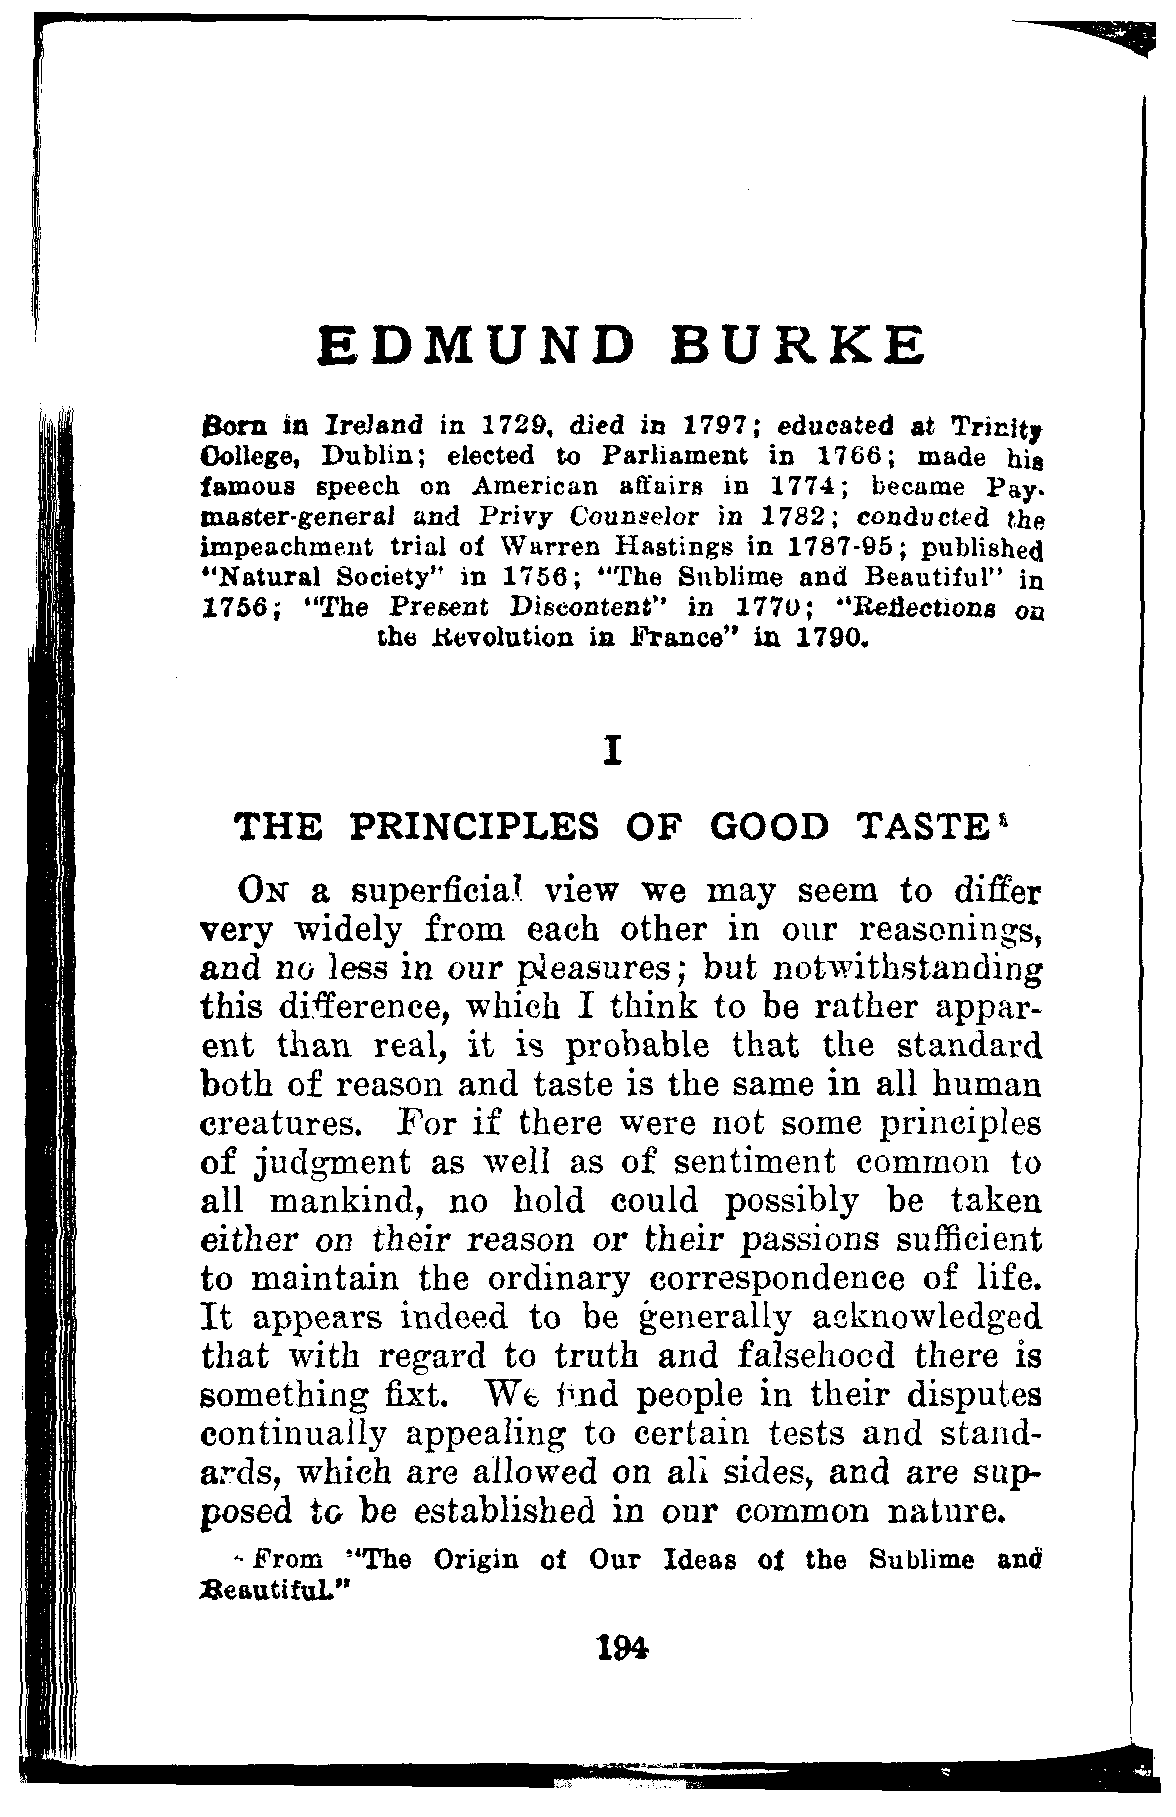 EDMUND BURKE
Born in Ireland in 1729, died in 1797; educated at Trinity
College, Dublin; elected to Parliament in 1766; made his
famous speech on American affairs in 1774; became Pay-
master-general and Privy Counselor in 1782; conducted the
impeachment trial of Warren Hastings in 1787-95; published
"Natural Society" in 1756; "The Sublime and Beautiful" in
1756; "The Present Discontent" in 1770; "Reflections on
the Revolution in France" in 1790.
I
THE PRINCIPLES OF GOOD TASTE¹
ON a superficial view we may seem to differ
very widely from each other in our reasonings,
and no less in our pleasures; but notwithstanding
this difference, which I think to be rather appar-
ent than real, it is probable that the standard
both of reason and taste is the same in all human
creatures. For if there were not some principles
of judgment as well as of sentiment common to
all mankind, no hold could possibly be taken
either on their reason or their passions sufficient
to maintain the ordinary correspondence of life.
It appears indeed to be generally acknowledged
that with regard to truth and falsehood there is
something fixt. We find people in their disputes
continually appealing to certain tests and stand-
ards, which are allowed on all sides, and are sup-
posed to be established in our common nature.
¹ From "The Origin of Our Ideas of the Sublime and
Beautiful."
194